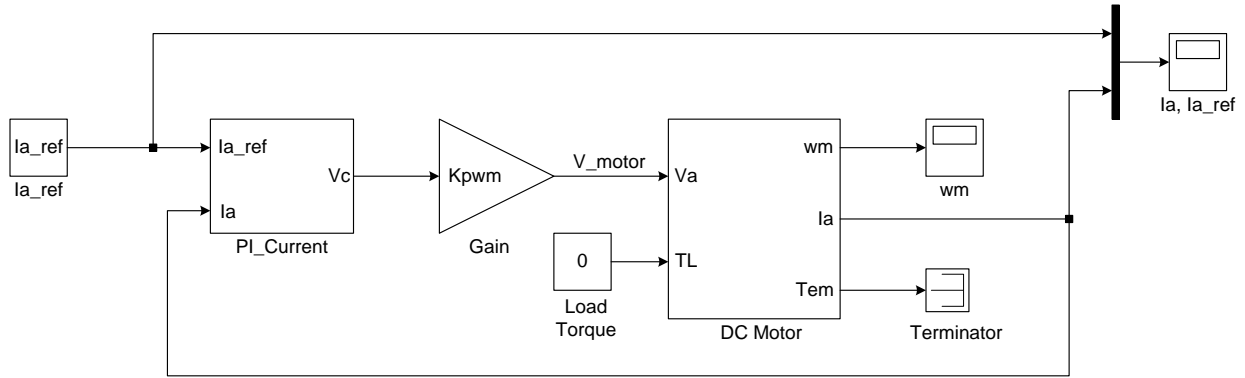 Ia, Ia_ref
Ia_ref
Ia_ref
Ia_ref
Ia
Vc
PI_Current
Kpwm
Gain
V_motor
0
Load
Torque
Va
TL
wm
Ia
Tem
DC Motor
wm
Terminator